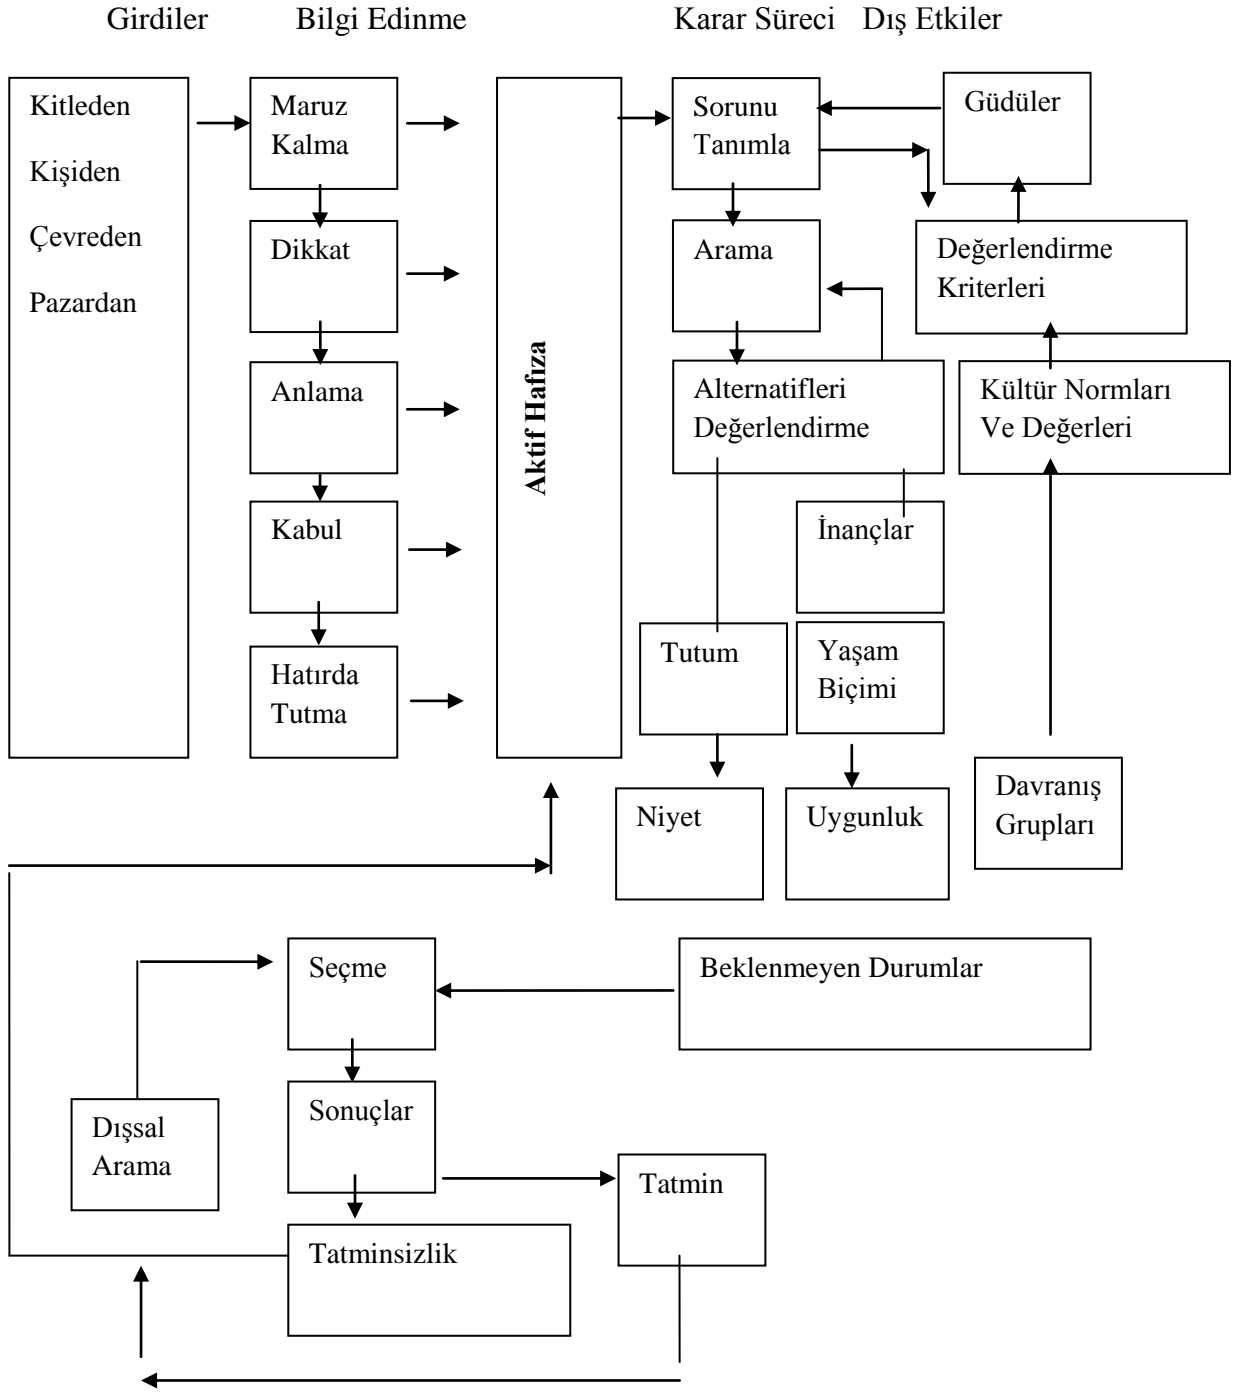 Girdiler
Bilgi Edinme
Karar Süreci
Dış Etkiler
Kitleden
Kişiden
Çevreden
Pazardan
Maruz
Kalma
Dikkat
Anlama
Kabul
Hatırda
Tutma
Aktif Hafıza
Sorunu
Tanımla
Arama
Alternatifleri
Değerlendirme
İnançlar
Tutum
Yaşam
Biçimi
Niyet
Uygunluk
Güdüler
Değerlendirme
Kriterleri
Kültür Normları
Ve Değerleri
Davranış
Grupları
Seçme
Beklenmeyen Durumlar
Sonuçlar
Dışsal
Arama
Tatmin
Tatminsizlik